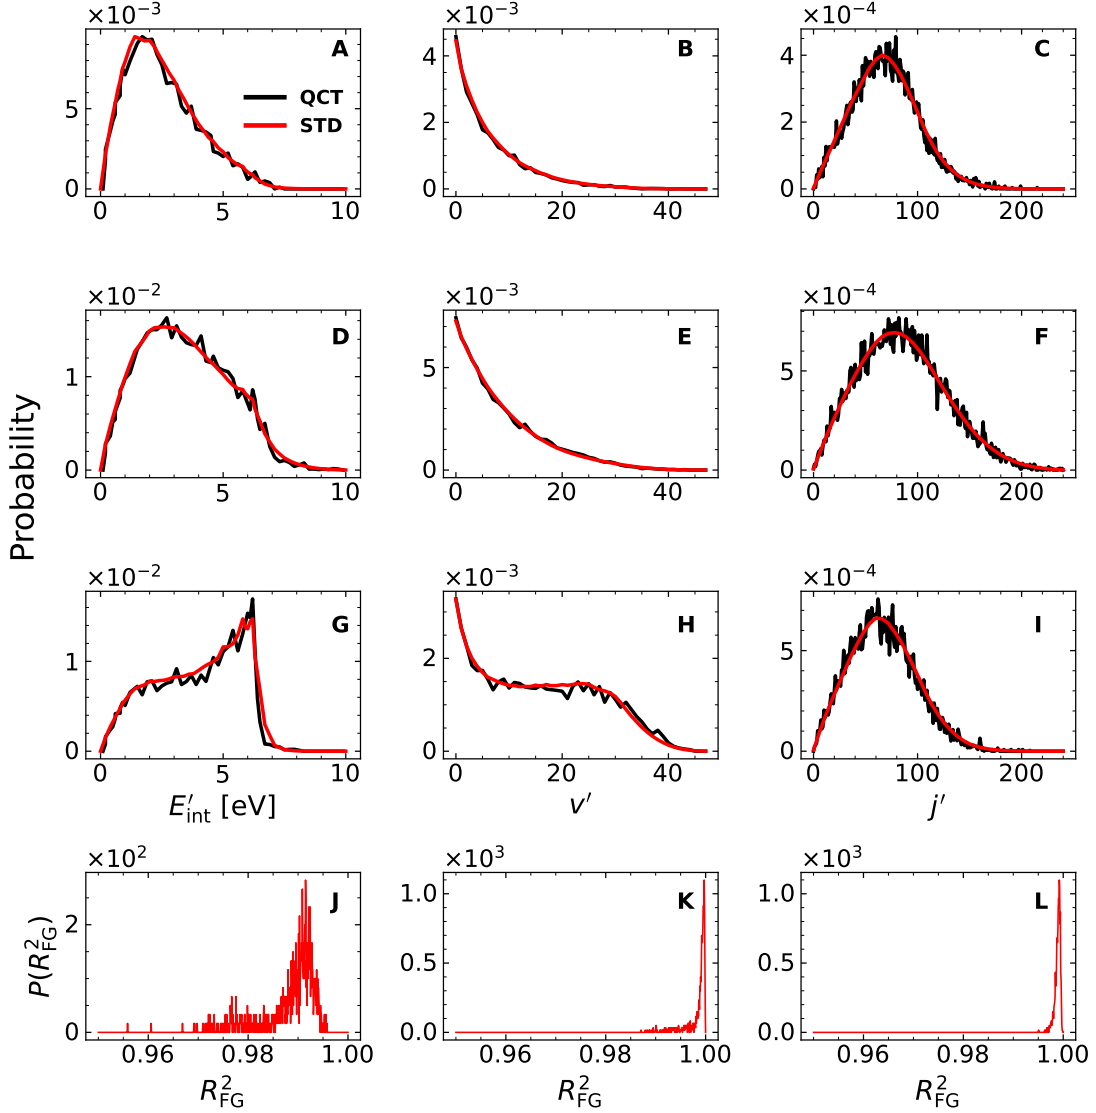 ×10⁻³ ×10⁻³ ×10⁻⁴
A B C
QCT
STD
5 0
4 2 0
4 2 0
0 5 10
0 20 40
0 100 200
×10⁻² ×10⁻³ ×10⁻⁴
D E F
1 0
5 0
5 0
0 5 10
0 20 40
0 100 200
Probability
×10⁻² ×10⁻³ ×10⁻⁴
G H I
1 0
2 0
5 0
0 5 10
0 20 40
0 100 200
E′int [eV] v′ j′
×10² ×10³ ×10³
J K L
P(R²FG)
2 0
1.0 0.5 0.0
1.0 0.5 0.0
0.96 0.98 1.00
0.96 0.98 1.00
0.96 0.98 1.00
R²FG R²FG R²FG